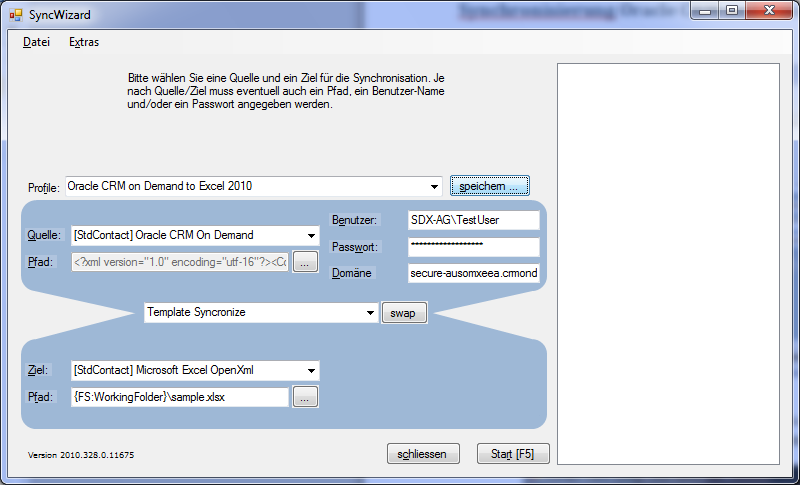 Synchronisierung Oracle
SyncWizard
Datei Extras
Bitte wählen Sie eine Quelle und ein Ziel für die Synchronisation. Je
nach Quelle/Ziel muss eventuell auch ein Pfad, ein Benutzer-Name
und/oder ein Passwort angegeben werden.
Profile: Oracle CRM on Demand to Excel 2010 speichern ...
Benutzer: SDX-AG\TestUser
Quelle: [StdContact] Oracle CRM On Demand
Passwort: ******************
Pfad: <?xml version="1.0" encoding="utf-16"?><Co ...
Domäne secure-ausomxeea.crmond
Template Syncronize swap
Ziel: [StdContact] Microsoft Excel OpenXml
Pfad: {FS:WorkingFolder}\sample.xlsx ...
Version 2010.328.0.11675 schliessen Start [F5]